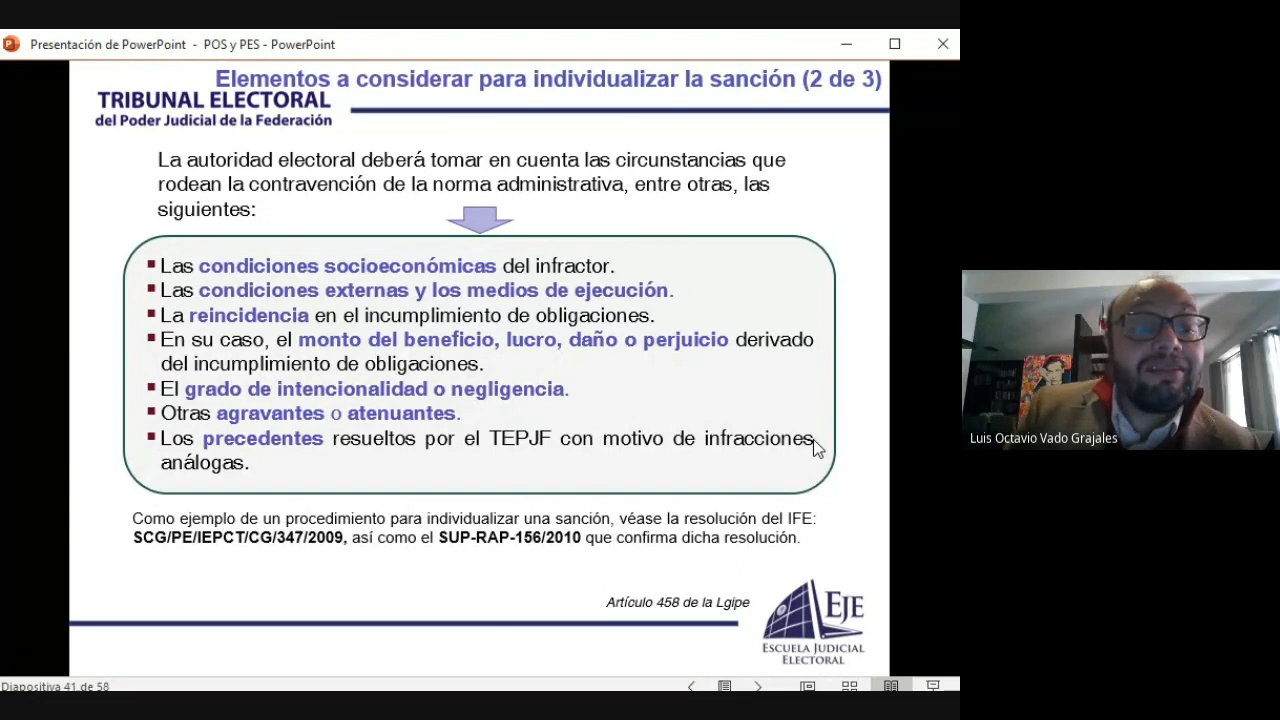 Presentación de PowerPoint - POS y PES - PowerPoint
Elementos a considerar para individualizar la sanción (2 de 3)
TRIBUNAL ELECTORAL
del Poder Judicial de la Federación
La autoridad electoral deberá tomar en cuenta las circunstancias que
rodean la contravención de la norma administrativa, entre otras, las
siguientes:
▪ Las condiciones socioeconómicas del infractor.
▪ Las condiciones externas y los medios de ejecución.
▪ La reincidencia en el incumplimiento de obligaciones.
▪ En su caso, el monto del beneficio, lucro, daño o perjuicio derivado
del incumplimiento de obligaciones.
▪ El grado de intencionalidad o negligencia.
▪ Otras agravantes o atenuantes.
▪ Los precedentes resueltos por el TEPJF con motivo de infracciones
análogas.
Luis Octavio Vado Grajales
Como ejemplo de un procedimiento para individualizar una sanción, véase la resolución del IFE:
SCG/PE/IEPCT/CG/347/2009, así como el SUP-RAP-156/2010 que confirma dicha resolución.
Artículo 458 de la Lgipe
EJE
ESCUELA JUDICIAL
ELECTORAL
Diapositiva 41 de 58